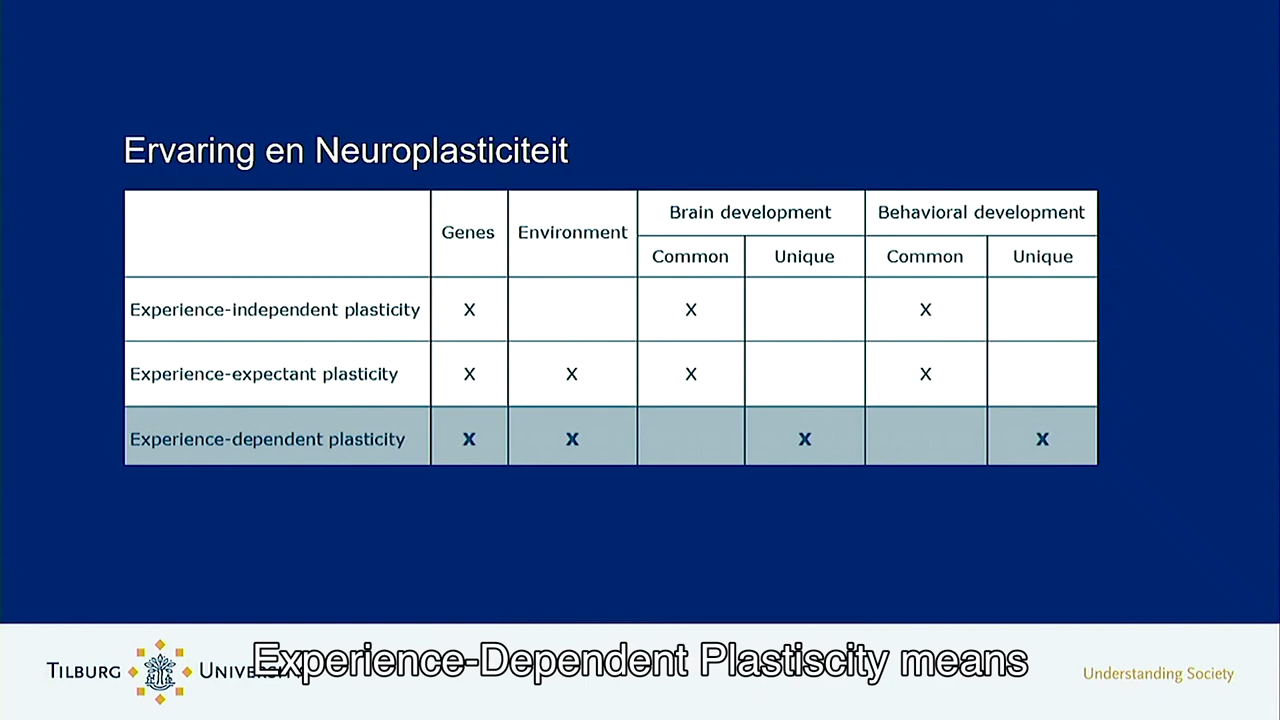 Ervaring en Neuroplasticiteit
Genes Environment Brain development Behavioral development
Common Unique Common Unique
Experience-independent plasticity X X X
Experience-expectant plasticity X X X X
Experience-dependent plasticity X X X X
TILBURG UNIVERSITY
Experience-Dependent Plastiscity means
Understanding Society